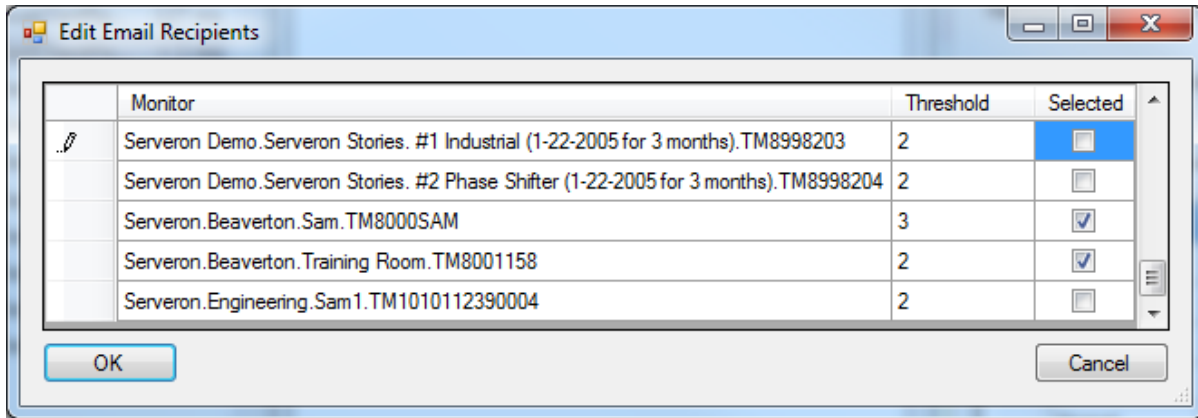 Edit Email Recipients
Monitor Threshold Selected
Serveron Demo.Serveron Stories. #1 Industrial (1-22-2005 for 3 months).TM8998203 2
Serveron Demo.Serveron Stories. #2 Phase Shifter (1-22-2005 for 3 months).TM8998204 2
Serveron.Beaverton.Sam.TM8000SAM 3
Serveron.Beaverton.Training Room.TM8001158 2
Serveron.Engineering.Sam1.TM1010112390004 2
OK Cancel